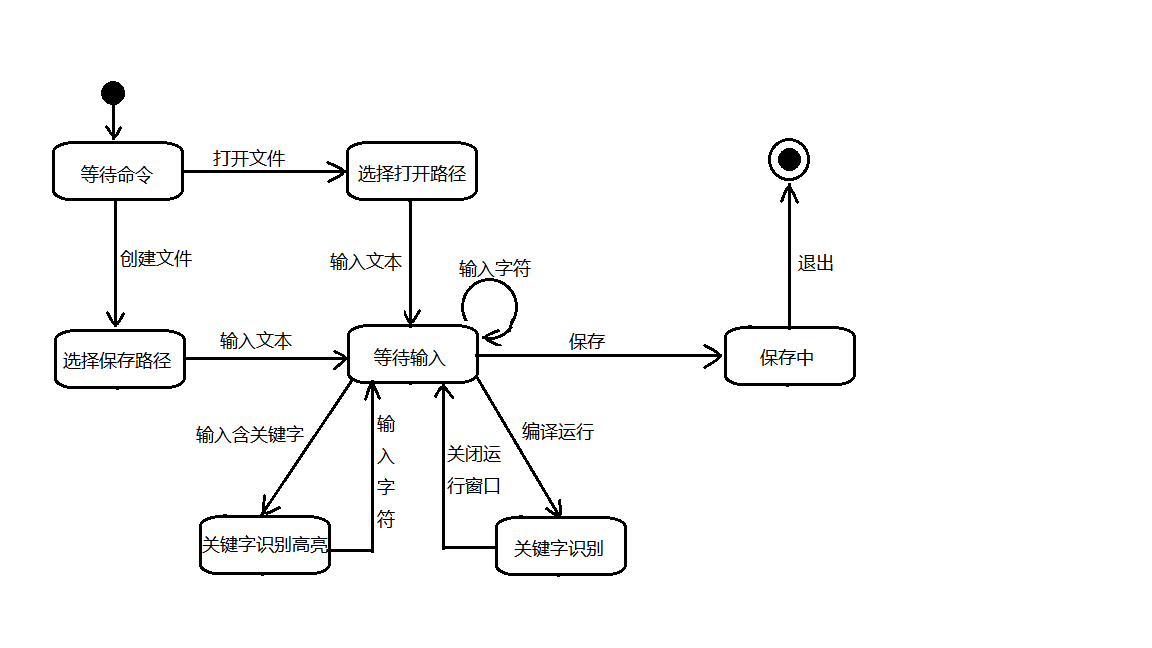 打开文件
等待命令
选择打开路径
创建文件
输入文本
退出
输入字符
输入文本
保存
选择保存路径
等待输入
保存中
输入含关键字
输
入
字
符
关闭运
行窗口
编译运行
关键字识别高亮
关键字识别